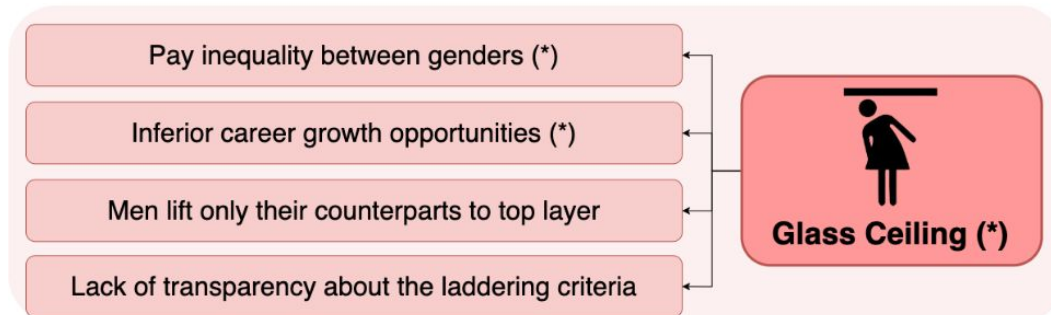 Pay inequality between genders (*)
Inferior career growth opportunities (*)
Men lift only their counterparts to top layer
Lack of transparency about the laddering criteria
Glass Ceiling (*)